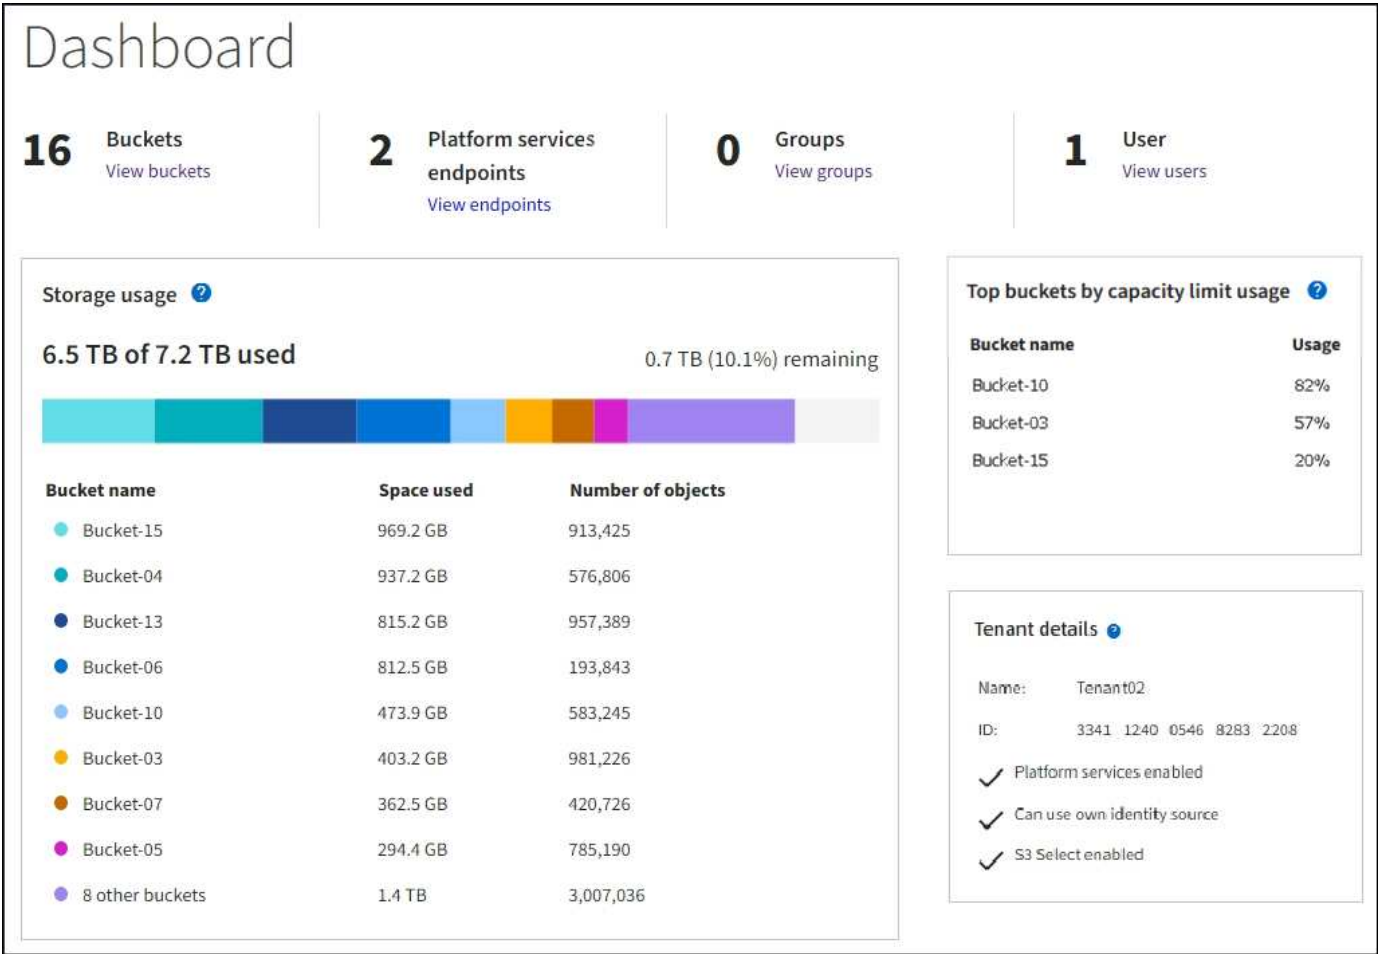 Dashboard
16 Buckets
View buckets
2 Platform services
endpoints
View endpoints
0 Groups
View groups
1 User
View users
Storage usage ?
6.5 TB of 7.2 TB used
0.7 TB (10.1%) remaining
Bucket name Space used Number of objects
Bucket-15 969.2 GB 913,425
Bucket-04 937.2 GB 576,806
Bucket-13 815.2 GB 957,389
Bucket-06 812.5 GB 193,843
Bucket-10 473.9 GB 583,245
Bucket-03 403.2 GB 981,226
Bucket-07 362.5 GB 420,726
Bucket-05 294.4 GB 785,190
8 other buckets 1.4 TB 3,007,036
Top buckets by capacity limit usage ?
Bucket name Usage
Bucket-10 82%
Bucket-03 57%
Bucket-15 20%
Tenant details ?
Name: Tenant02
ID: 3341 1240 0546 8283 2208
Platform services enabled
Can use own identity source
S3 Select enabled